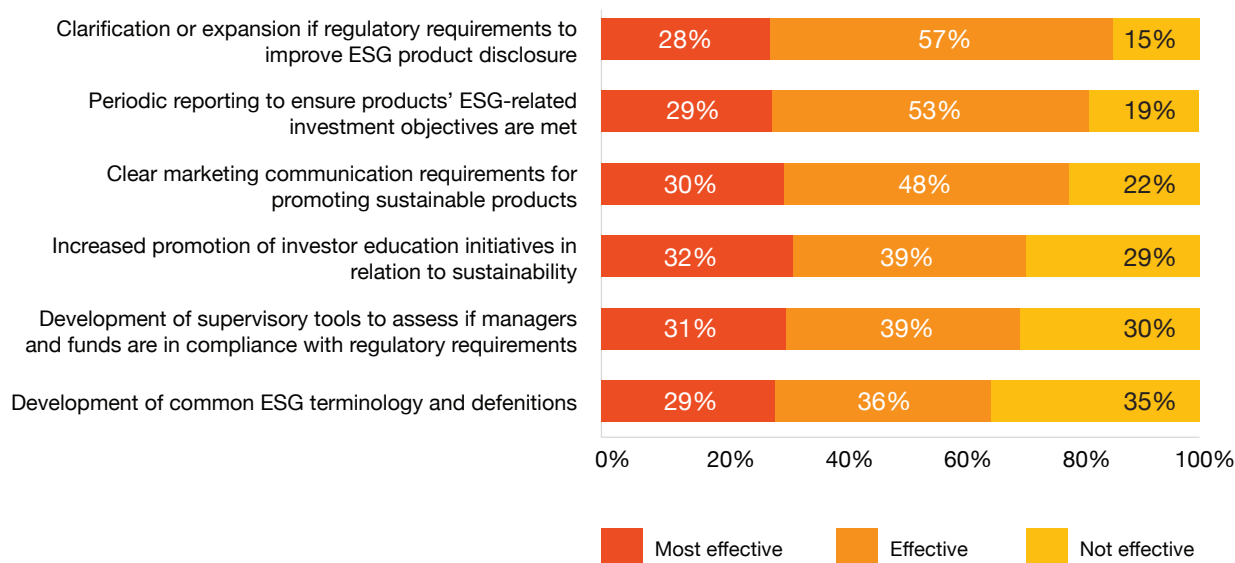 Clarification or expansion if regulatory requirements to
improve ESG product disclosure
28% 57% 15%
Periodic reporting to ensure products’ ESG-related
investment objectives are met
29% 53% 19%
Clear marketing communication requirements for
promoting sustainable products
30% 48% 22%
Increased promotion of investor education initiatives in
relation to sustainability
32% 39% 29%
Development of supervisory tools to assess if managers
and funds are in compliance with regulatory requirements
31% 39% 30%
Development of common ESG terminology and defenitions
29% 36% 35%
0% 20% 40% 60% 80% 100%
Most effective Effective Not effective